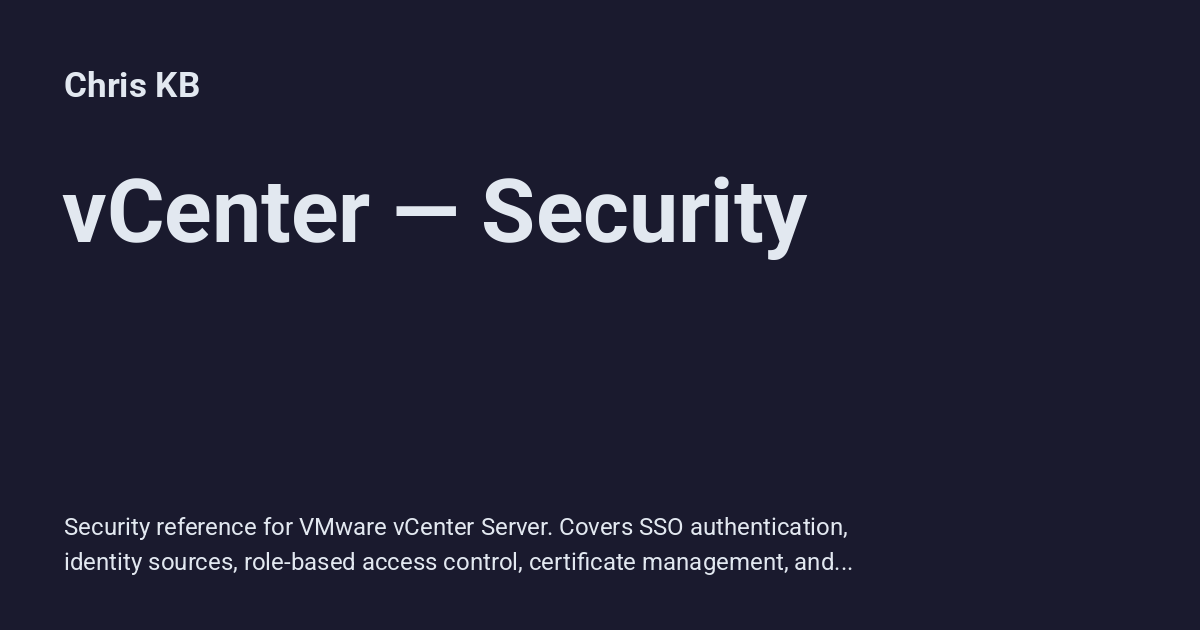 Chris KB
vCenter — Security
Security reference for VMware vCenter Server. Covers SSO authentication,
identity sources, role-based access control, certificate management, and...